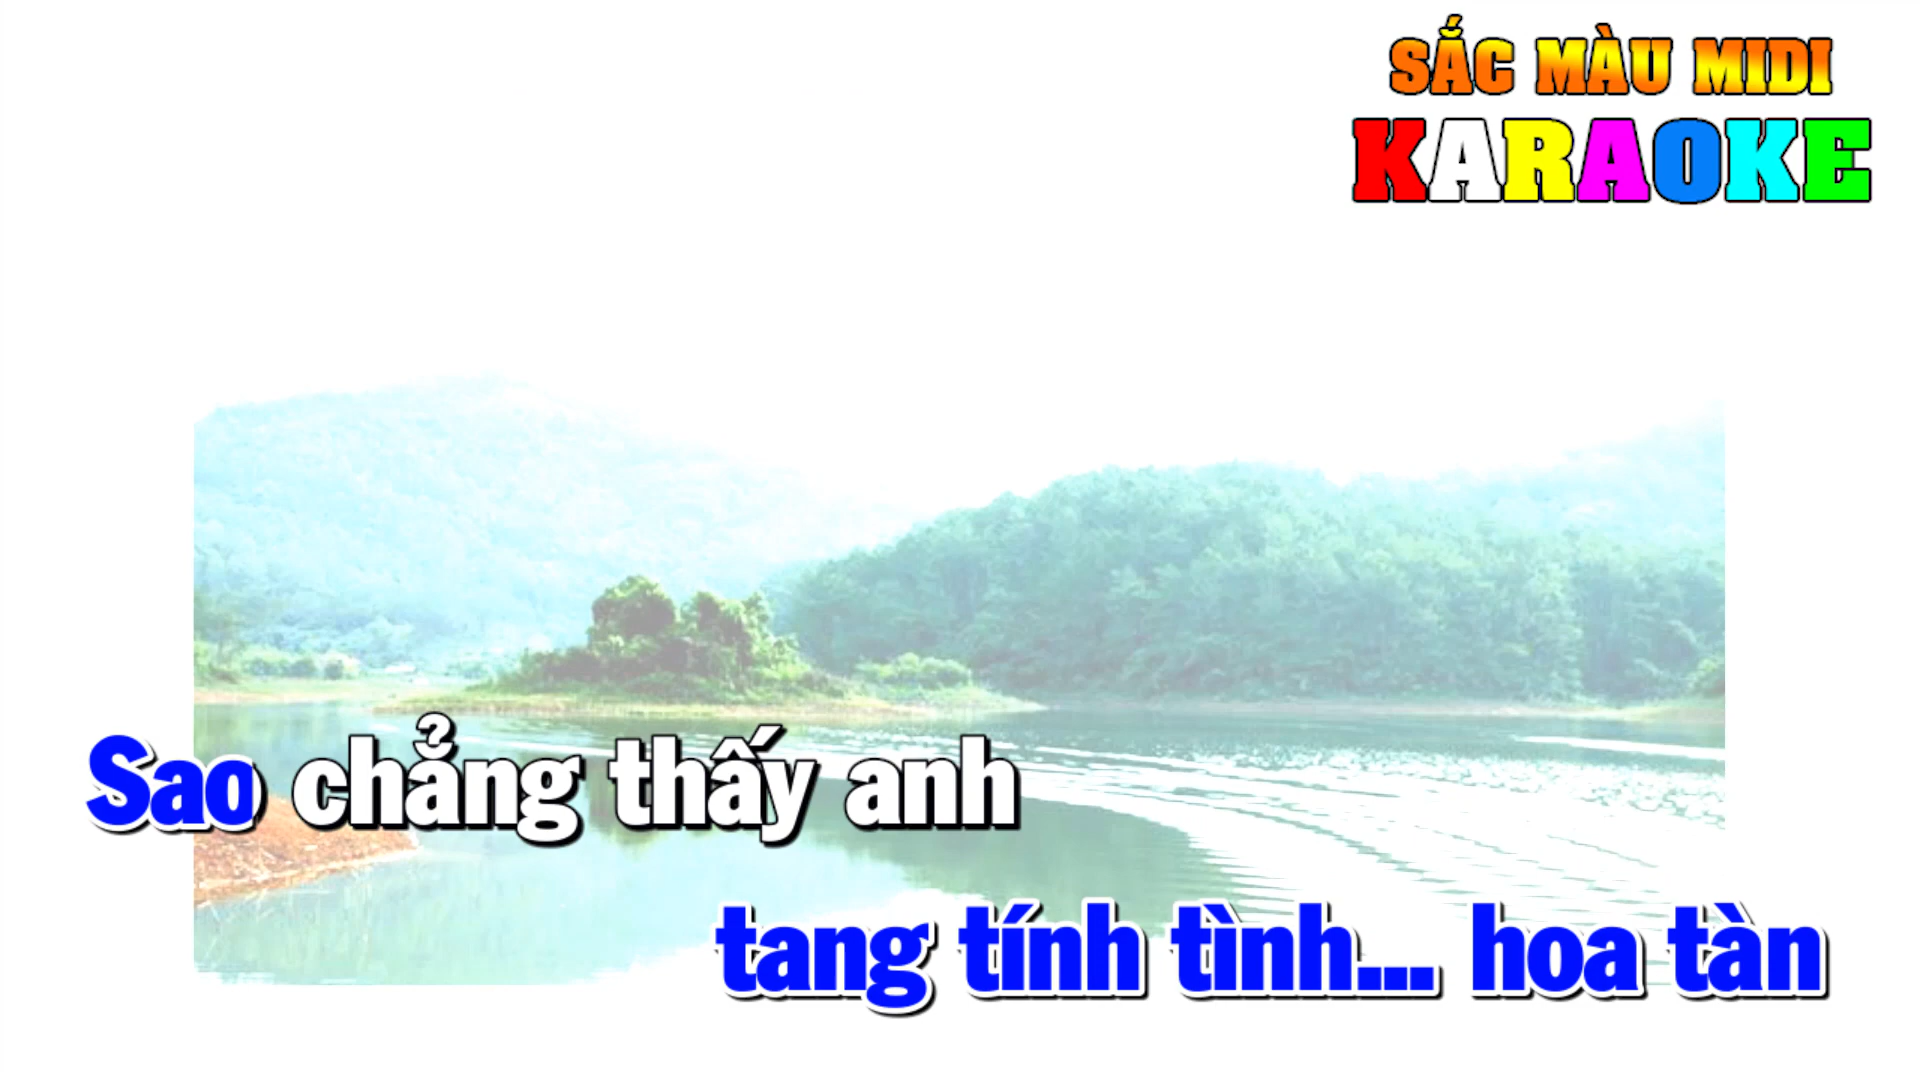 SẮC MÀU MIDI
KARAOKE
Sao chẳng thấy anh
tang tính tình... hoa tàn